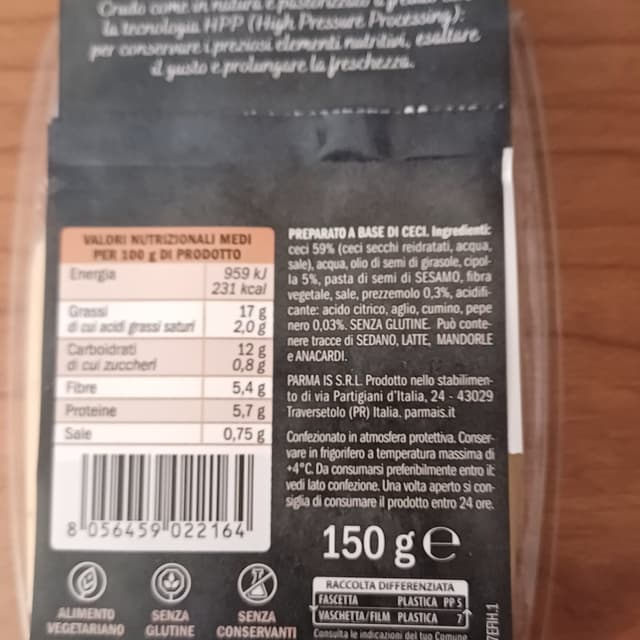 Crudo come in natura e pastorizzato a freddo
la tecnologia HPP (High Pressure Processing):
per conservare i preziosi elementi nutritivi, esaltare
il gusto e prolungare la freschezza.
VALORI NUTRIZIONALI MEDI
PER 100 g DI PRODOTTO
Energia 959 kJ
231 kcal
Grassi 17 g
di cui acidi grassi saturi 2,0 g
Carboidrati 12 g
di cui zuccheri 0,8 g
Fibre 5,4 g
Proteine 5,7 g
Sale 0,75 g
8 056459 022164
ALIMENTO
VEGETARIANO
SENZA
GLUTINE
SENZA
CONSERVANTI
PREPARATO A BASE DI CECI. Ingredienti:
ceci 59% (ceci secchi reidratati, acqua,
sale), acqua, olio di semi di girasole, cipol-
la 5%, pasta di semi di SESAMO, fibra
vegetale, sale, prezzemolo 0,3%, acidifi-
cante: acido citrico, aglio, cumino, pepe
nero 0,03%. SENZA GLUTINE. Può conte-
nere tracce di SEDANO, LATTE, MANDORLE
e ANACARDI.
PARMA IS S.R.L. Prodotto nello stabilimen-
to di via Partigiani d'Italia, 24 - 43029
Traversetolo (PR) Italia. parmais.it
Confezionato in atmosfera protettiva. Conser-
vare in frigorifero a temperatura massima di
+4°C. Da consumarsi preferibilmente entro il:
vedi lato confezione. Una volta aperto si con-
siglia di consumare il prodotto entro 24 ore.
150 g e
RACCOLTA DIFFERENZIATA
FASCETTA PLASTICA PP 5
VASCHETTA/FILM PLASTICA 7
Consulta le indicazioni del tuo Comune